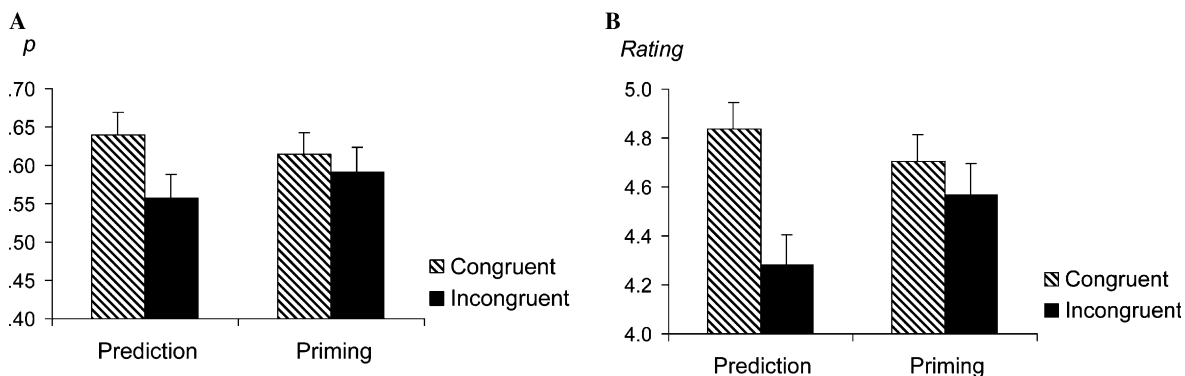 A
p
.70
.65
.60
.55
.50
.45
.40
Prediction
Priming
Congruent
Incongruent
B
Rating
5.0
4.8
4.6
4.4
4.2
4.0
Prediction
Priming
Congruent
Incongruent